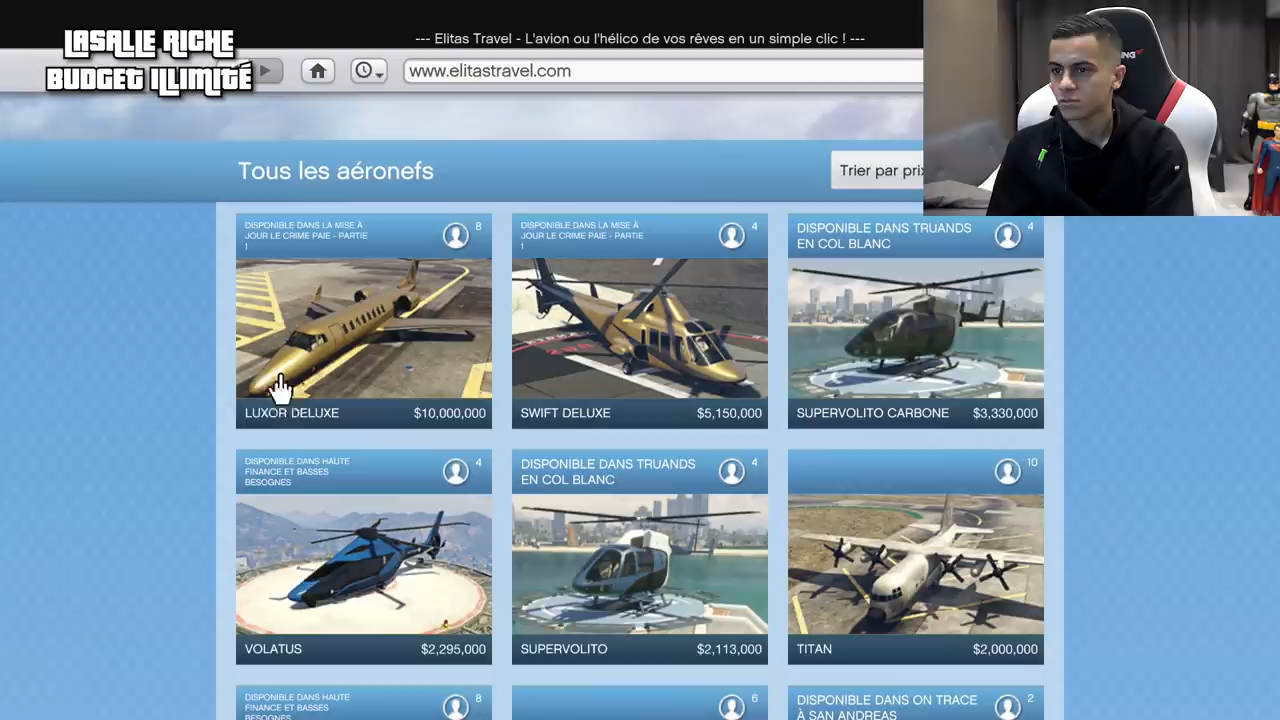 LASALLE RICHE
BUDGET ILLIMITÉ
--- Elitas Travel - L'avion ou l'hélico de vos rêves en un simple clic ! ---
www.elitastravel.com
Tous les aéronefs
Trier par prix
DISPONIBLE DANS LA MISE À
JOUR LE CRIME PAIE - PARTIE
1
8
LUXOR DELUXE $10,000,000
DISPONIBLE DANS LA MISE À
JOUR LE CRIME PAIE - PARTIE
1
4
SWIFT DELUXE $5,150,000
DISPONIBLE DANS TRUANDS
EN COL BLANC
4
SUPERVOLITO CARBONE $3,330,000
DISPONIBLE DANS HAUTE
FINANCE ET BASSES
BESOGNES
4
VOLATUS $2,295,000
DISPONIBLE DANS TRUANDS
EN COL BLANC
4
SUPERVOLITO $2,113,000
10
TITAN $2,000,000
DISPONIBLE DANS HAUTE
FINANCE ET BASSES
BESOGNES
8
6
DISPONIBLE DANS ON TRACE
À SAN ANDREAS
2